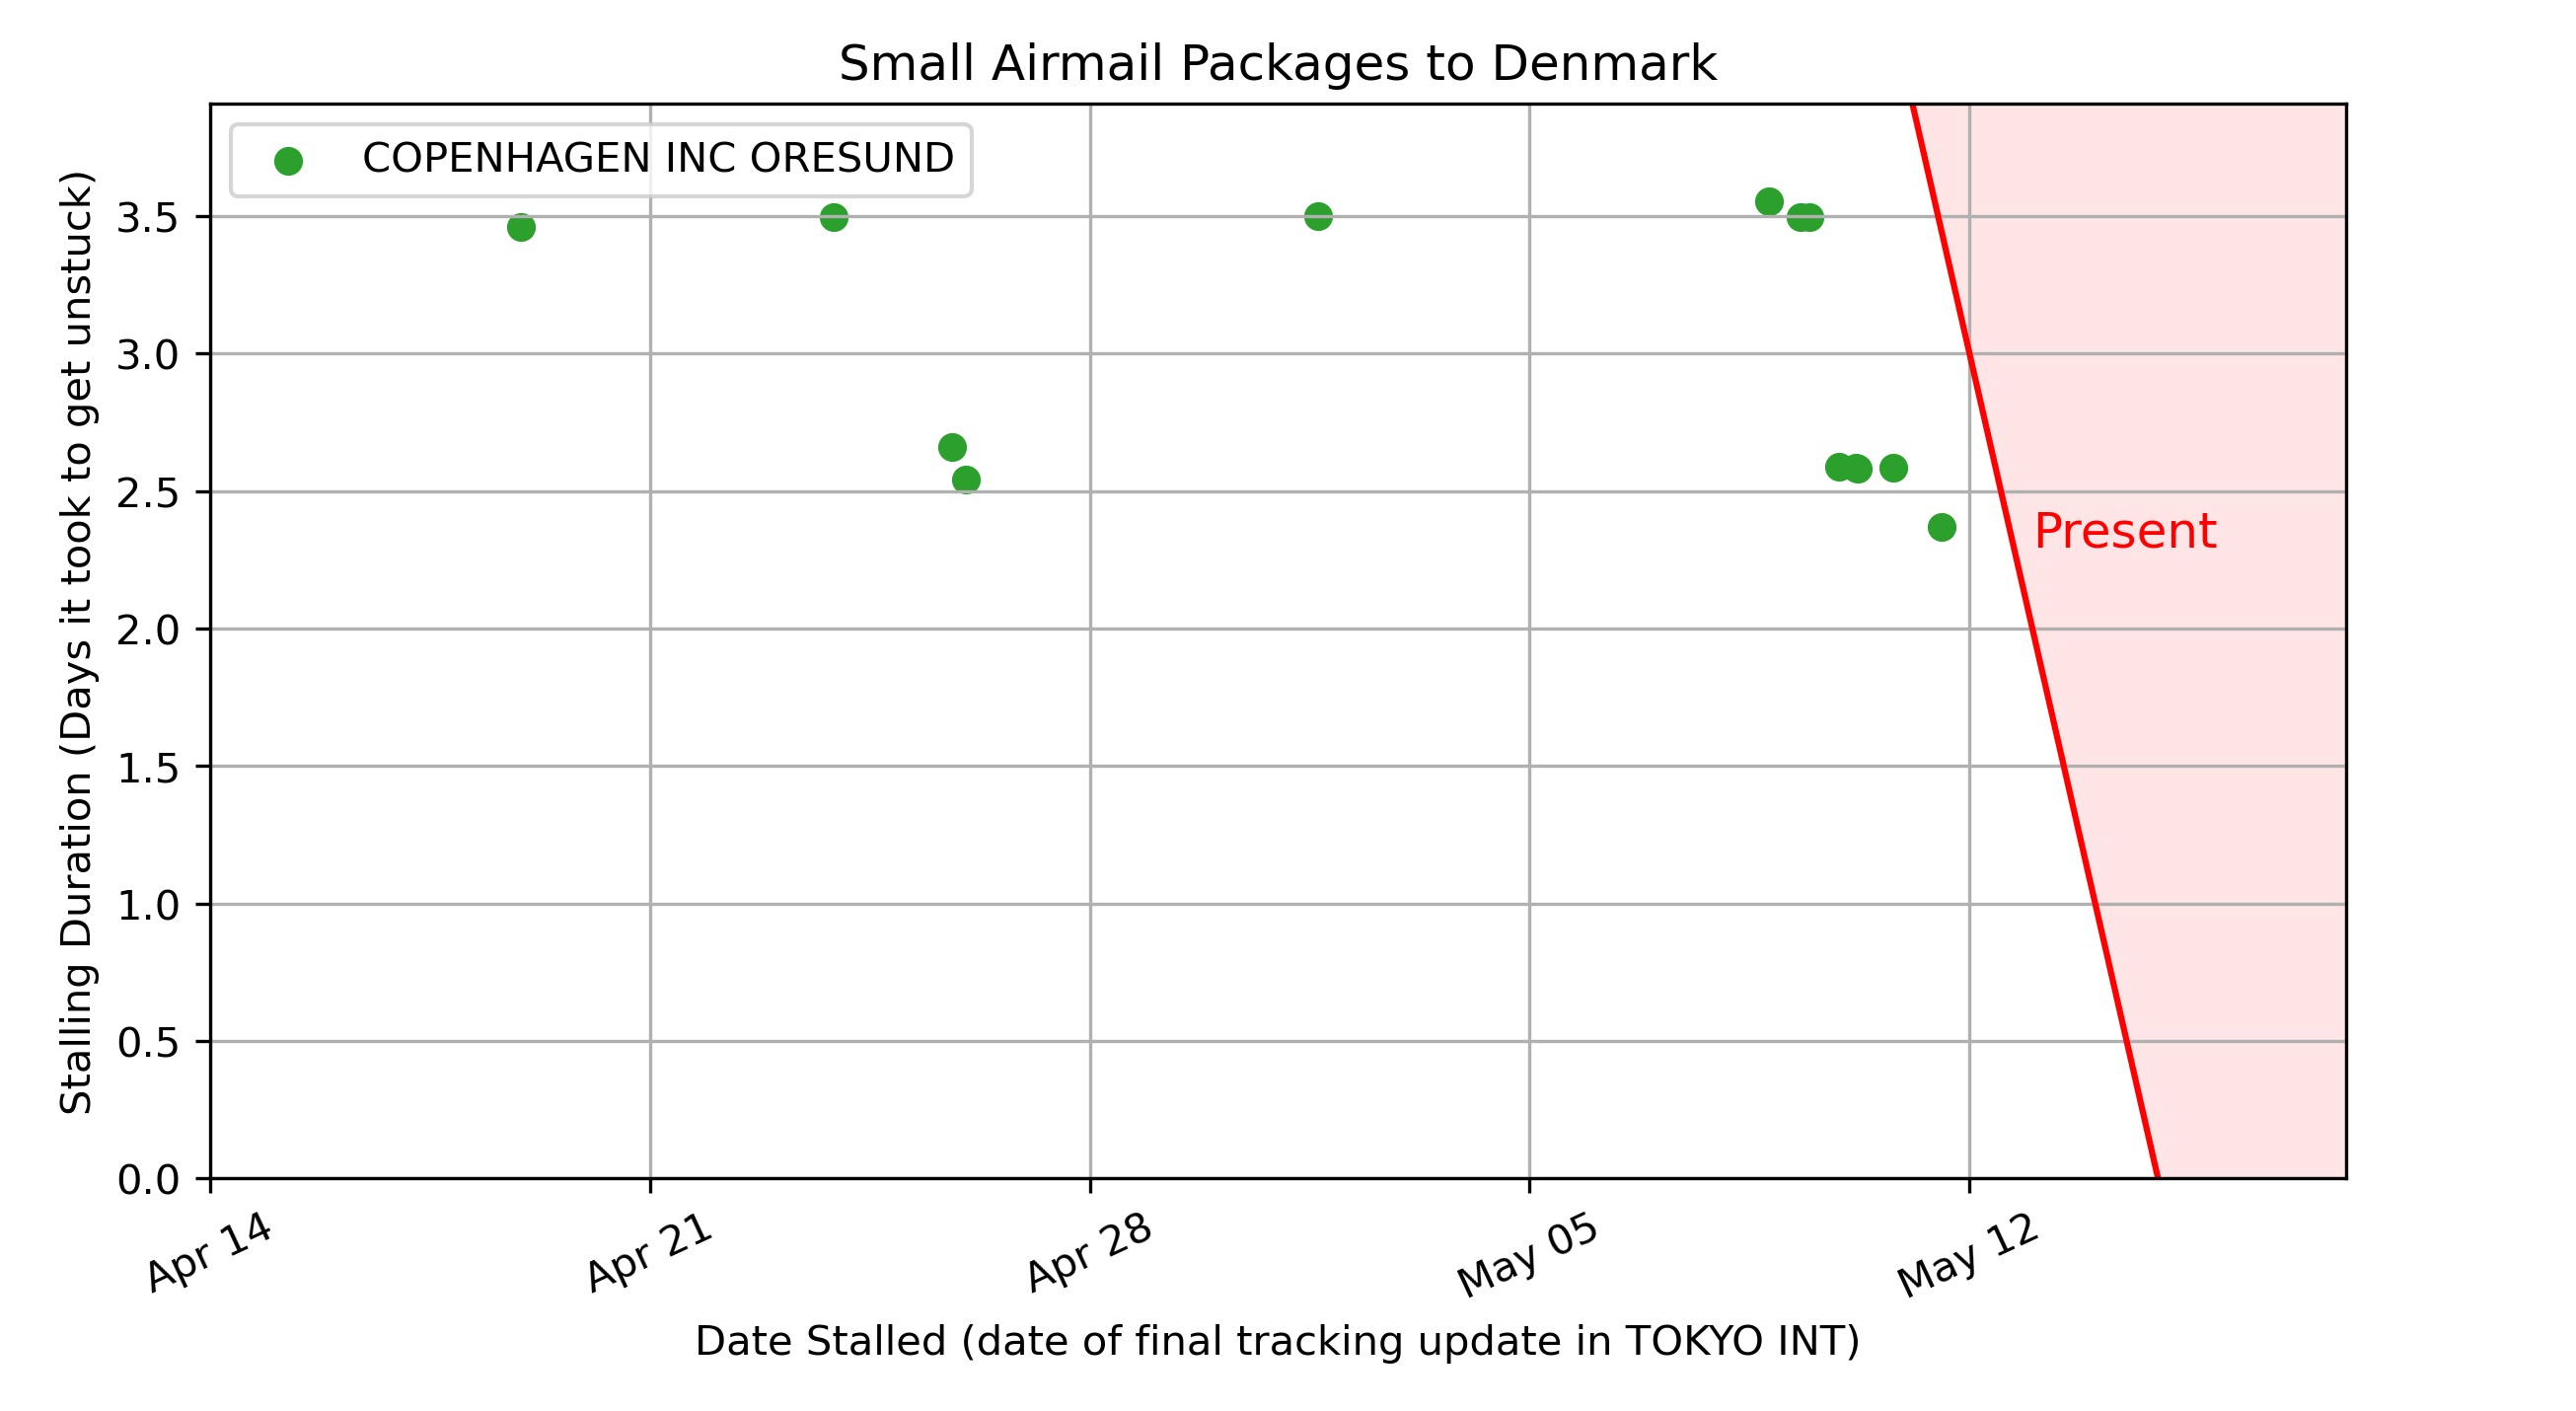 Small Airmail Packages to Denmark
COPENHAGEN INC ORESUND
Stalling Duration (Days it took to get unstuck)
3.5
3.0
2.5
2.0
1.5
1.0
0.5
0.0
Present
Apr 14
Apr 21
Apr 28
May 05
May 12
Date Stalled (date of final tracking update in TOKYO INT)